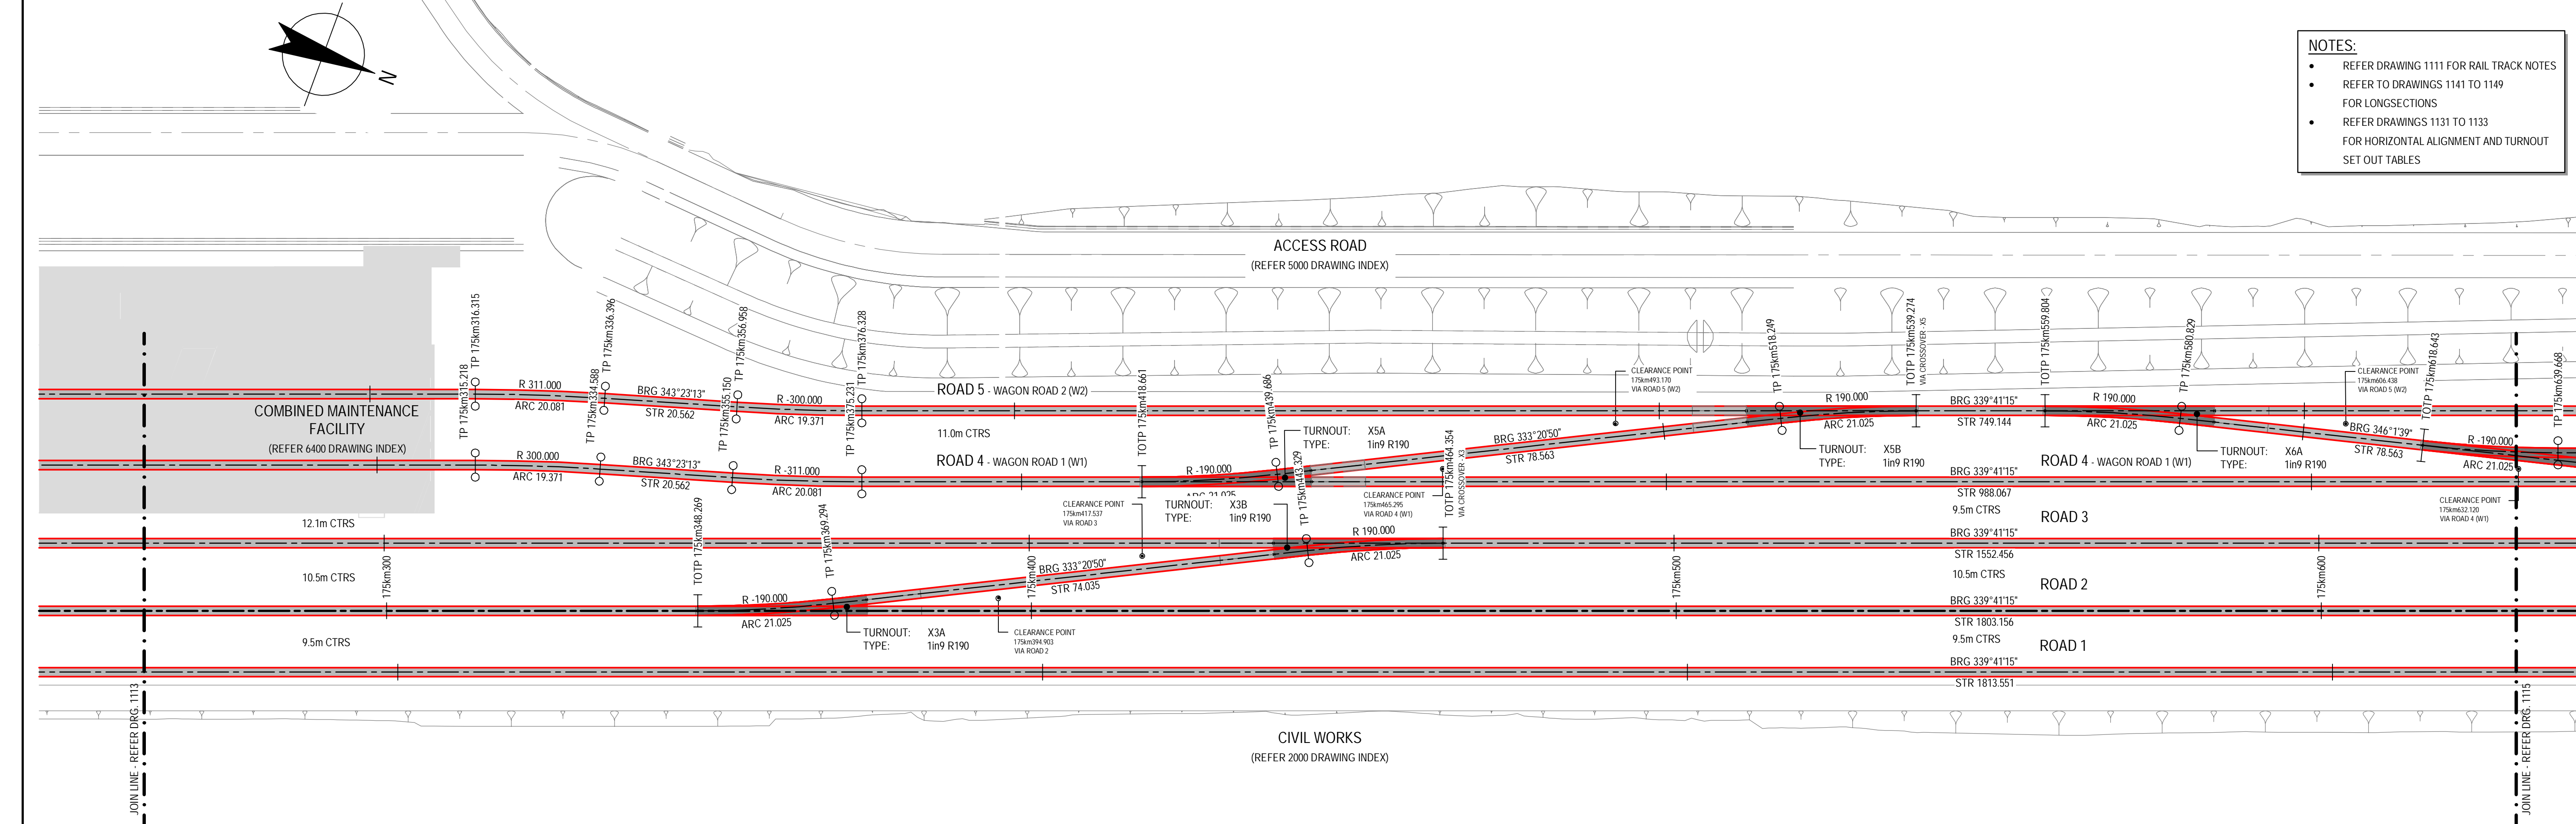 N
NOTES:
REFER DRAWING 1111 FOR RAIL TRACK NOTES
REFER TO DRAWINGS 1141 TO 1149
FOR LONGSECTIONS
REFER DRAWINGS 1131 TO 1133
FOR HORIZONTAL ALIGNMENT AND TURNOUT
SET OUT TABLES
ACCESS ROAD
(REFER 5000 DRAWING INDEX)
TP 175km316.315
TP 175km336.396
TP 175km356.958
TP 175km376.328
TP 175km518.249
TOTP 175km539.274
VIA CROSSOVER - X5
TOTP 175km559.804
TP 175km580.829
TOTP 175km618.643
TP 175km639.668
CLEARANCE POINT
175km493.170
VIA ROAD 5 (W2)
CLEARANCE POINT
175km606.438
VIA ROAD 5 (W2)
R 311.000
ARC 20.081
BRG 343°23'13"
STR 20.562
R -300.000
ARC 19.371
ROAD 5 - WAGON ROAD 2 (W2)
R 190.000
ARC 21.025
BRG 339°41'15"
STR 749.144
R 190.000
ARC 21.025
COMBINED MAINTENANCE
FACILITY
(REFER 6400 DRAWING INDEX)
TP 175km315.218
TP 175km334.588
TP 175km355.150
TP 175km375.231
TOTP 175km418.661
TP 175km439.686
11.0m CTRS
TURNOUT: X5A
TYPE: 1in9 R190
BRG 333°20'50"
STR 78.563
TURNOUT: X5B
TYPE: 1in9 R190
TURNOUT: X6A
TYPE: 1in9 R190
BRG 346°1'39"
STR 78.563
R -190.000
ARC 21.025
R 300.000
ARC 19.371
BRG 343°23'13"
STR 20.562
R -311.000
ARC 20.081
ROAD 4 - WAGON ROAD 1 (W1)
R -190.000
ARC 21.025
ROAD 4 - WAGON ROAD 1 (W1)
BRG 339°41'15"
STR 988.067
CLEARANCE POINT
175km417.537
VIA ROAD 3
TURNOUT: X3B
TYPE: 1in9 R190
TP 175km443.329
CLEARANCE POINT
175km465.295
VIA ROAD 4 (W1)
TOTP 175km464.354
VIA CROSSOVER - X3
CLEARANCE POINT
175km632.120
VIA ROAD 4 (W1)
12.1m CTRS
9.5m CTRS
ROAD 3
TOTP 175km348.269
TP 175km369.294
R 190.000
ARC 21.025
BRG 339°41'15"
STR 1552.456
175km300
175km400
175km500
175km600
BRG 333°20'50"
STR 74.035
10.5m CTRS
10.5m CTRS
ROAD 2
R -190.000
ARC 21.025
BRG 339°41'15"
STR 1803.156
TURNOUT: X3A
TYPE: 1in9 R190
CLEARANCE POINT
175km394.903
VIA ROAD 2
9.5m CTRS
9.5m CTRS
ROAD 1
BRG 339°41'15"
STR 1813.551
JOIN LINE - REFER DRG. 1113
JOIN LINE - REFER DRG. 1115
CIVIL WORKS
(REFER 2000 DRAWING INDEX)